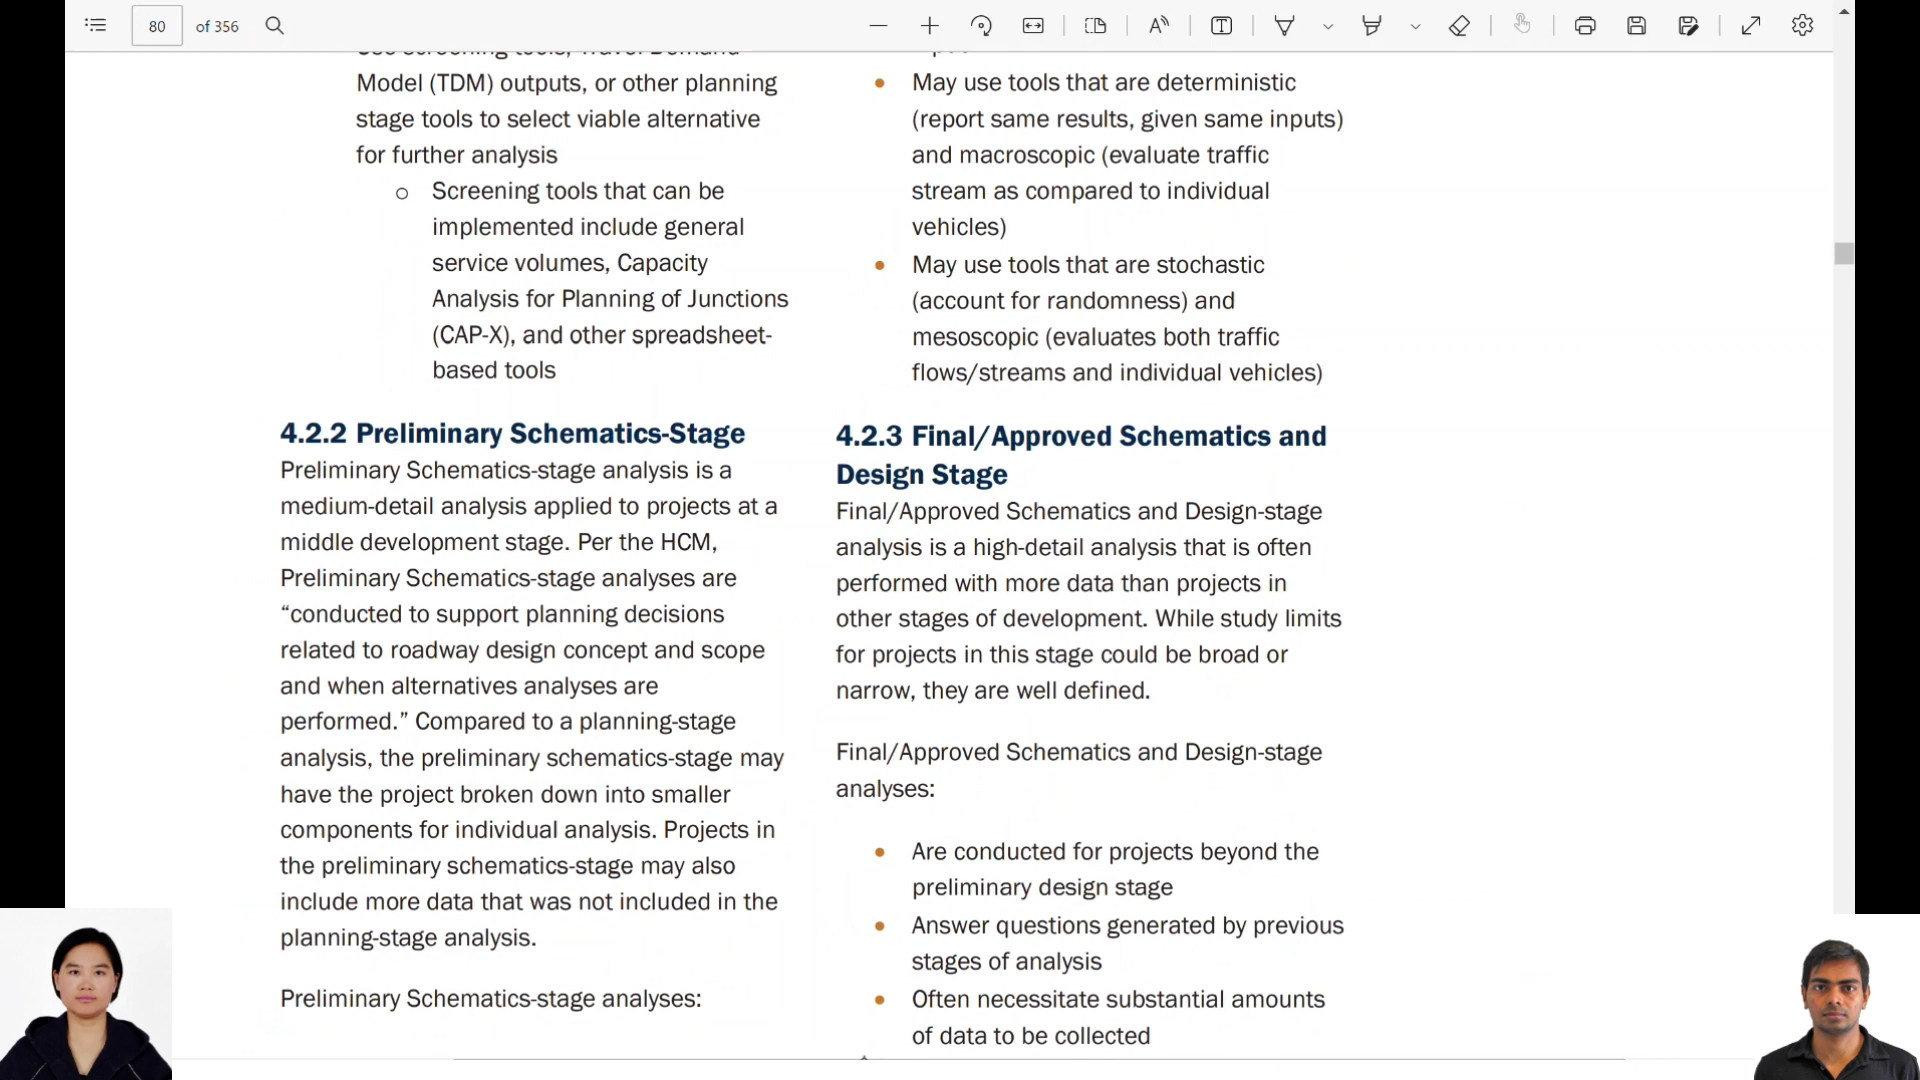 80
of 356
Model (TDM) outputs, or other planning
stage tools to select viable alternative
for further analysis
o Screening tools that can be
implemented include general
service volumes, Capacity
Analysis for Planning of Junctions
(CAP-X), and other spreadsheet-
based tools
4.2.2 Preliminary Schematics-Stage
Preliminary Schematics-stage analysis is a
medium-detail analysis applied to projects at a
middle development stage. Per the HCM,
Preliminary Schematics-stage analyses are
“conducted to support planning decisions
related to roadway design concept and scope
and when alternatives analyses are
performed.” Compared to a planning-stage
analysis, the preliminary schematics-stage may
have the project broken down into smaller
components for individual analysis. Projects in
the preliminary schematics-stage may also
include more data that was not included in the
planning-stage analysis.
Preliminary Schematics-stage analyses:
• May use tools that are deterministic
(report same results, given same inputs)
and macroscopic (evaluate traffic
stream as compared to individual
vehicles)
• May use tools that are stochastic
(account for randomness) and
mesoscopic (evaluates both traffic
flows/streams and individual vehicles)
4.2.3 Final/Approved Schematics and
Design Stage
Final/Approved Schematics and Design-stage
analysis is a high-detail analysis that is often
performed with more data than projects in
other stages of development. While study limits
for projects in this stage could be broad or
narrow, they are well defined.
Final/Approved Schematics and Design-stage
analyses:
• Are conducted for projects beyond the
preliminary design stage
• Answer questions generated by previous
stages of analysis
• Often necessitate substantial amounts
of data to be collected